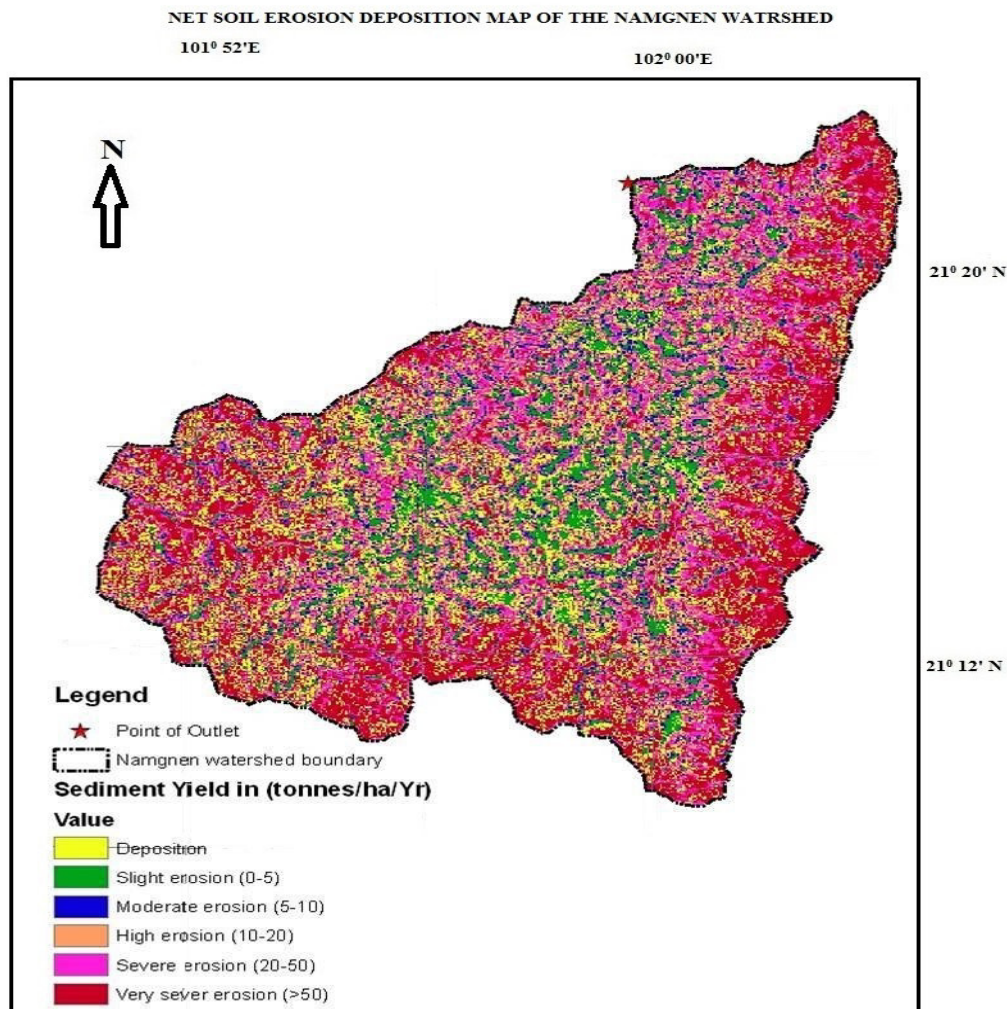 NET SOIL EROSION DEPOSITION MAP OF THE NAMGNEN WATRSHED
101⁰ 52'E
102⁰ 00'E
N
21⁰ 20' N
21⁰ 12' N
Legend
Point of Outlet
Namgnen watershed boundary
Sediment Yield in (tonnes/ha/Yr)
Value
Deposition
Slight erosion (0-5)
Moderate erosion (5-10)
High erosion (10-20)
Severe erosion (20-50)
Very sever erosion (>50)